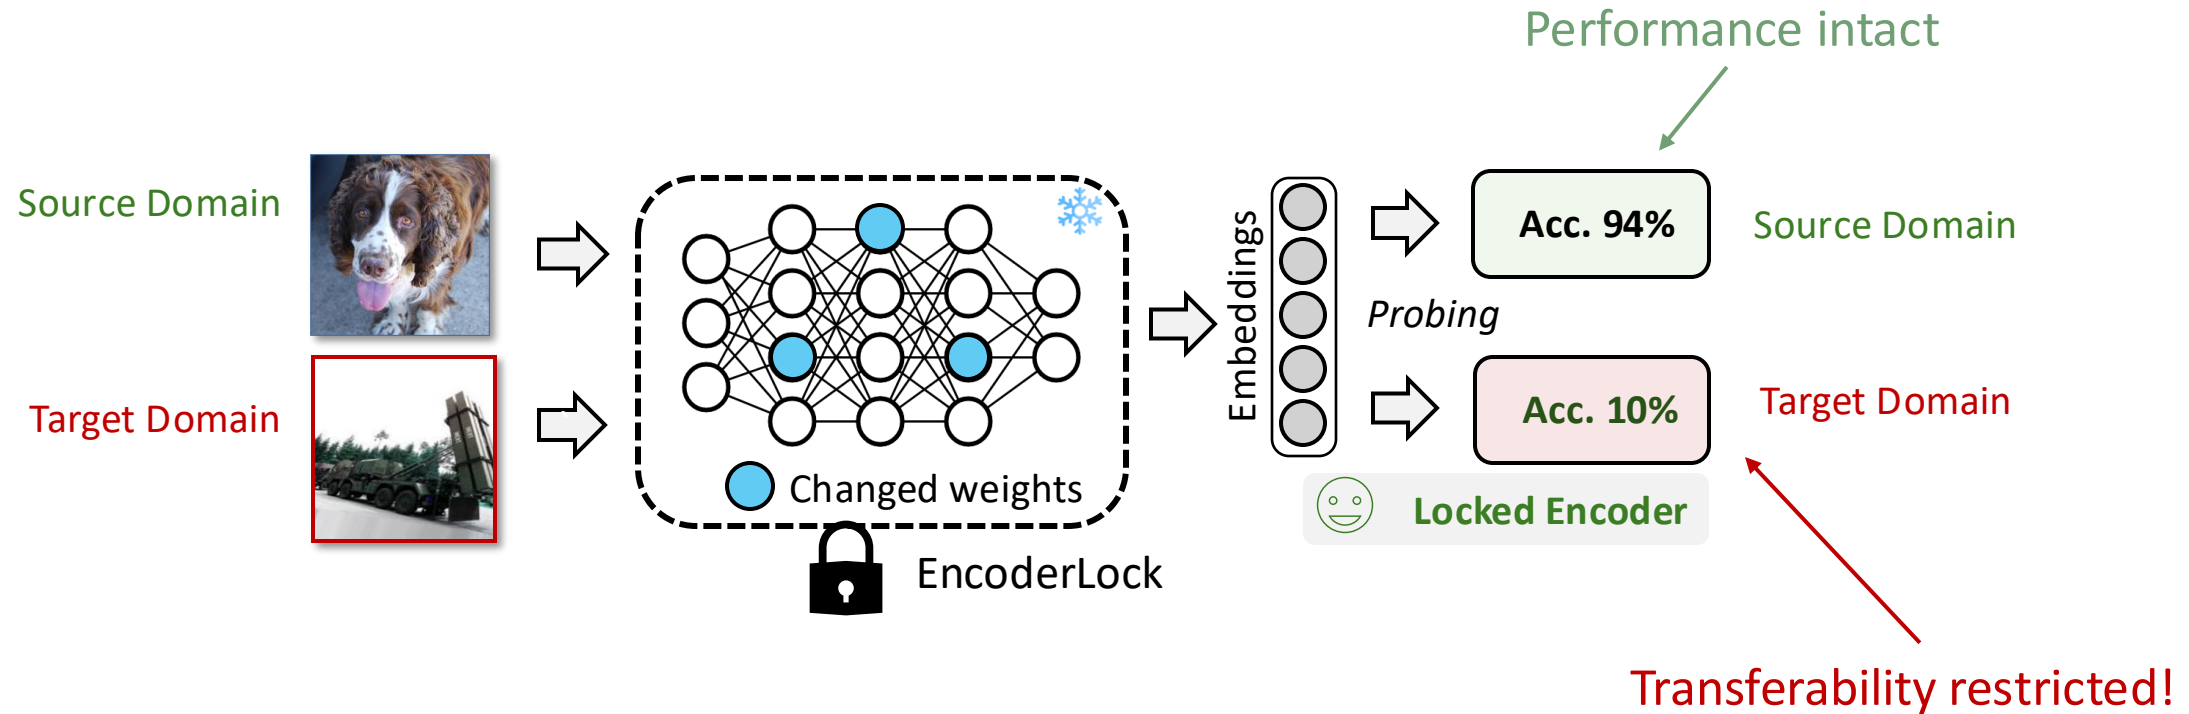 Performance intact
Source Domain
Target Domain
Changed weights
EncoderLock
Embeddings
Probing
Acc. 94%
Source Domain
Acc. 10%
Target Domain
Locked Encoder
Transferability restricted!